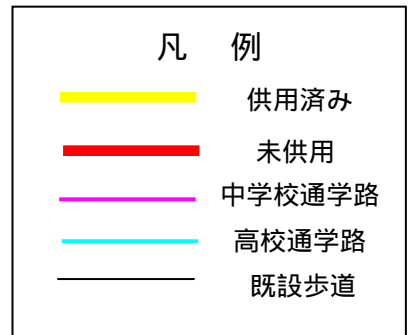 凡　例
供用済み
未供用
中学校通学路
高校通学路
既設歩道